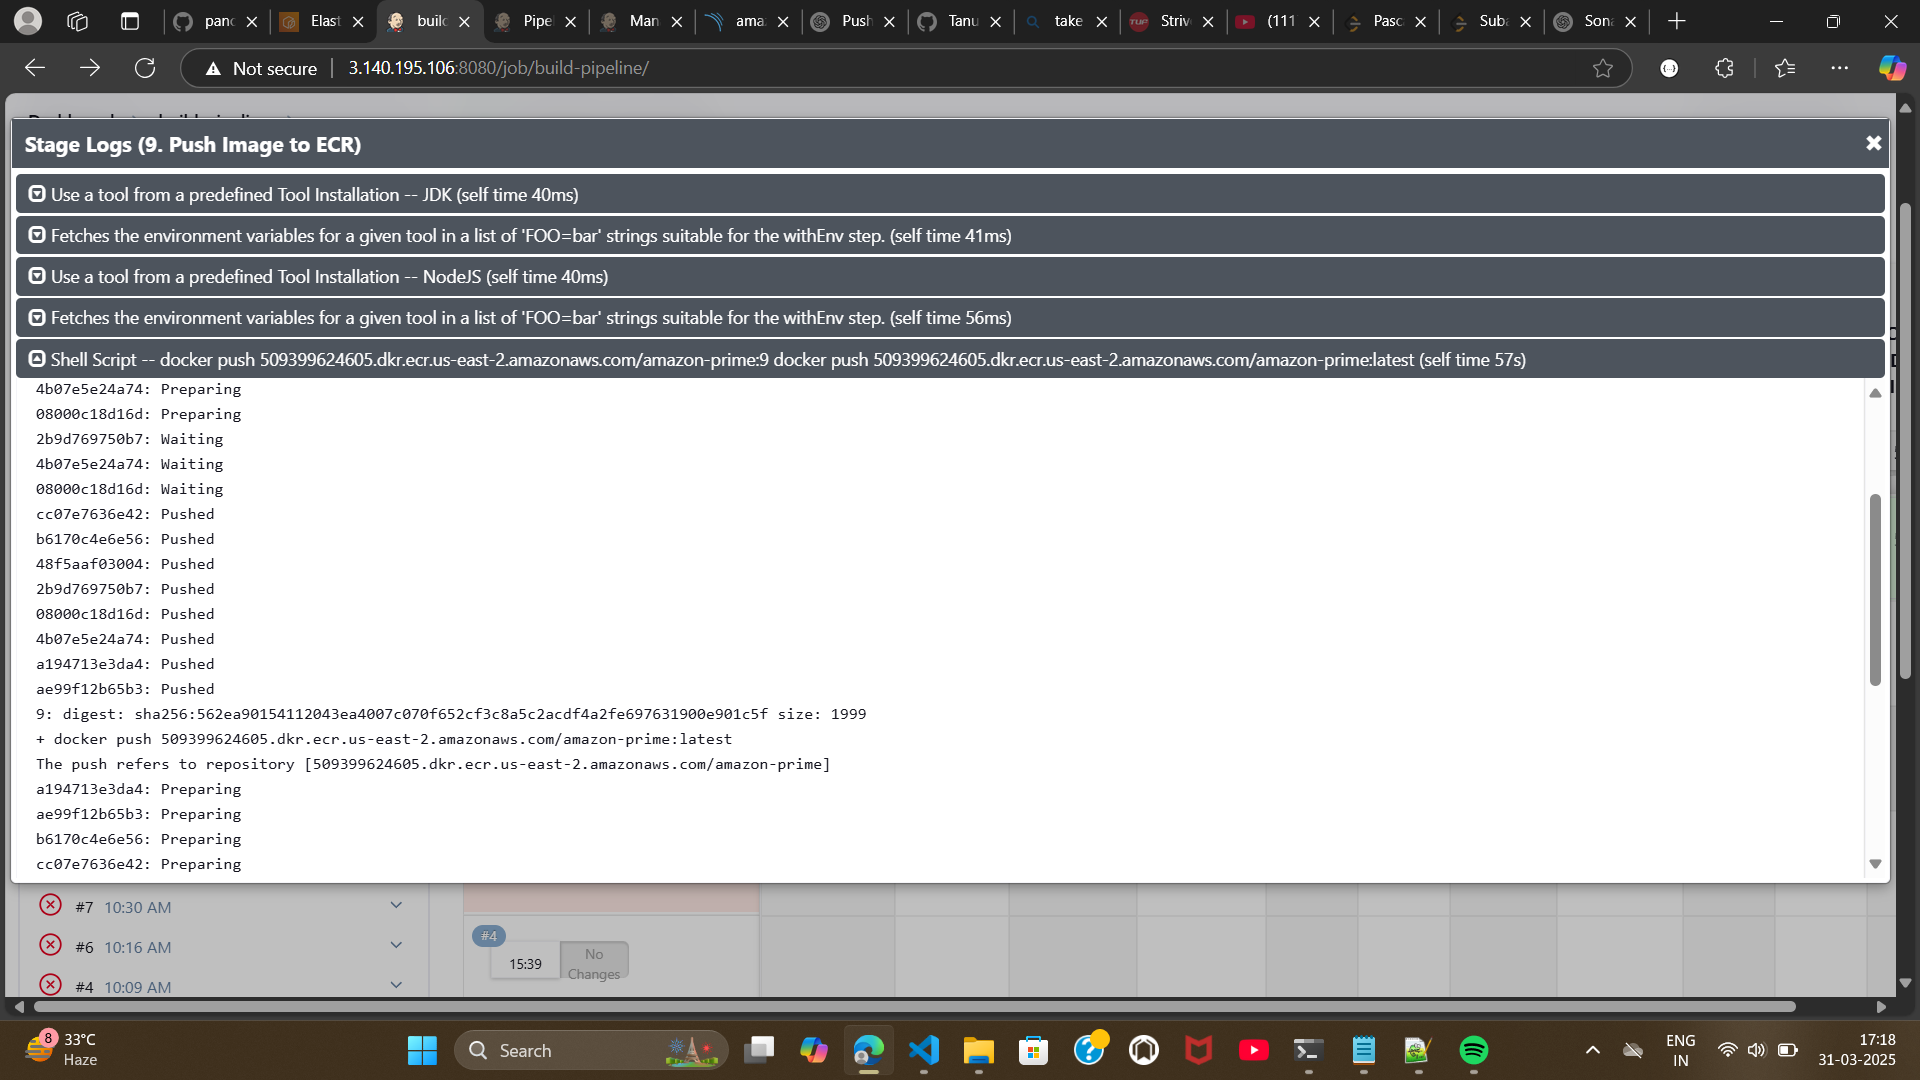 panc
Elast
builc
Pipel
Man
ama
Push
Tanu
take
Strive
(111
Pasc
Suba
Sona
Not secure
3.140.195.106:8080/job/build-pipeline/
Stage Logs (9. Push Image to ECR)
Use a tool from a predefined Tool Installation -- JDK (self time 40ms)
Fetches the environment variables for a given tool in a list of 'FOO=bar' strings suitable for the withEnv step. (self time 41ms)
Use a tool from a predefined Tool Installation -- NodeJS (self time 40ms)
Fetches the environment variables for a given tool in a list of 'FOO=bar' strings suitable for the withEnv step. (self time 56ms)
Shell Script -- docker push 509399624605.dkr.ecr.us-east-2.amazonaws.com/amazon-prime:9 docker push 509399624605.dkr.ecr.us-east-2.amazonaws.com/amazon-prime:latest (self time 57s)
4b07e5e24a74: Preparing
08000c18d16d: Preparing
2b9d769750b7: Waiting
4b07e5e24a74: Waiting
08000c18d16d: Waiting
cc07e7636e42: Pushed
b6170c4e6e56: Pushed
48f5aaf03004: Pushed
2b9d769750b7: Pushed
08000c18d16d: Pushed
4b07e5e24a74: Pushed
a194713e3da4: Pushed
ae99f12b65b3: Pushed
9: digest: sha256:562ea90154112043ea4007c070f652cf3c8a5c2acdf4a2fe697631900e901c5f size: 1999
+ docker push 509399624605.dkr.ecr.us-east-2.amazonaws.com/amazon-prime:latest
The push refers to repository [509399624605.dkr.ecr.us-east-2.amazonaws.com/amazon-prime]
a194713e3da4: Preparing
ae99f12b65b3: Preparing
b6170c4e6e56: Preparing
cc07e7636e42: Preparing
#7 10:30 AM
#6 10:16 AM
#4 10:09 AM
#4
15:39
No
Changes
8
33°C
Haze
Search
ENG
IN
17:18
31-03-2025